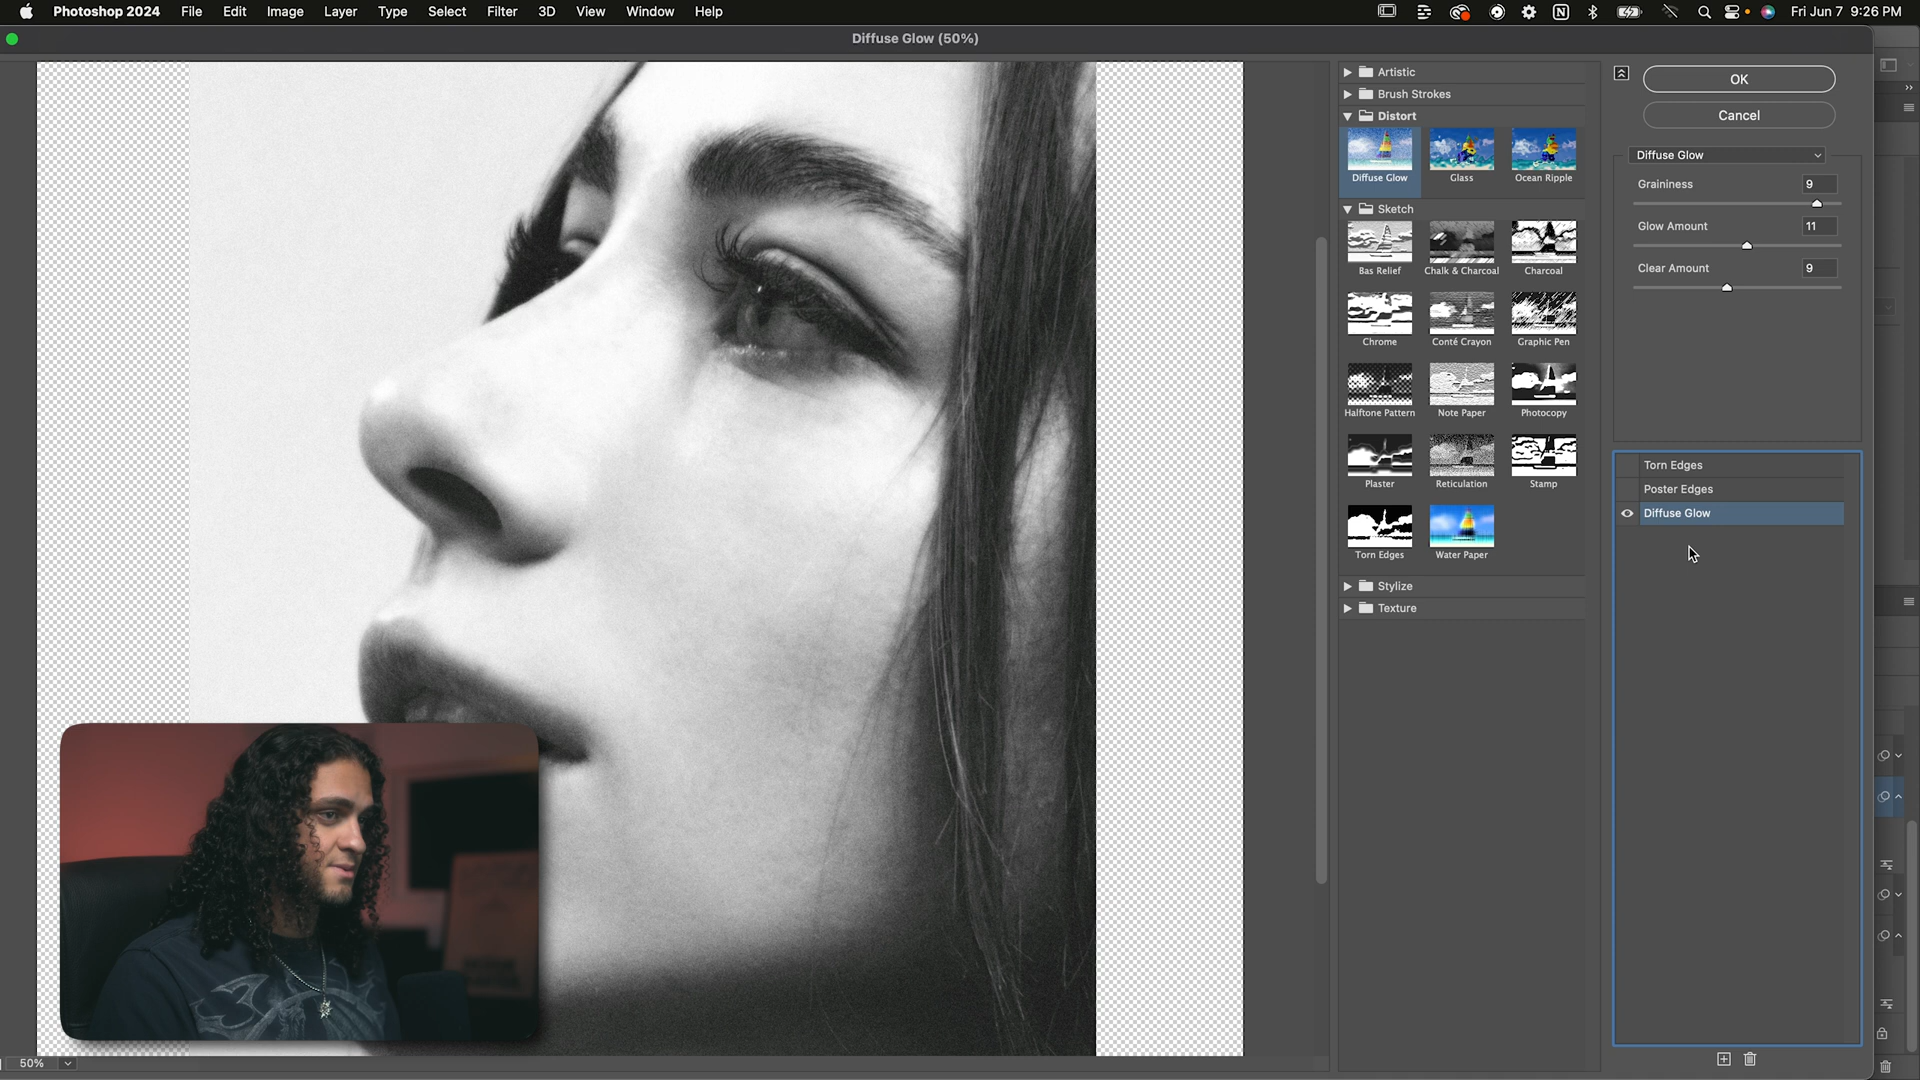 Photoshop 2024 File Edit Image Layer Type Select Filter 3D View Window Help Fri Jun 7 9:26 PM
Diffuse Glow (50%)
Artistic
Brush Strokes
Distort
Diffuse Glow Glass Ocean Ripple
Sketch
Bas Relief Chalk & Charcoal Charcoal
Chrome Conté Crayon Graphic Pen
Halftone Pattern Note Paper Photocopy
Plaster Reticulation Stamp
Torn Edges Water Paper
Stylize
Texture
OK
Cancel
Diffuse Glow
Graininess 9
Glow Amount 11
Clear Amount 9
Torn Edges
Poster Edges
Diffuse Glow
50%